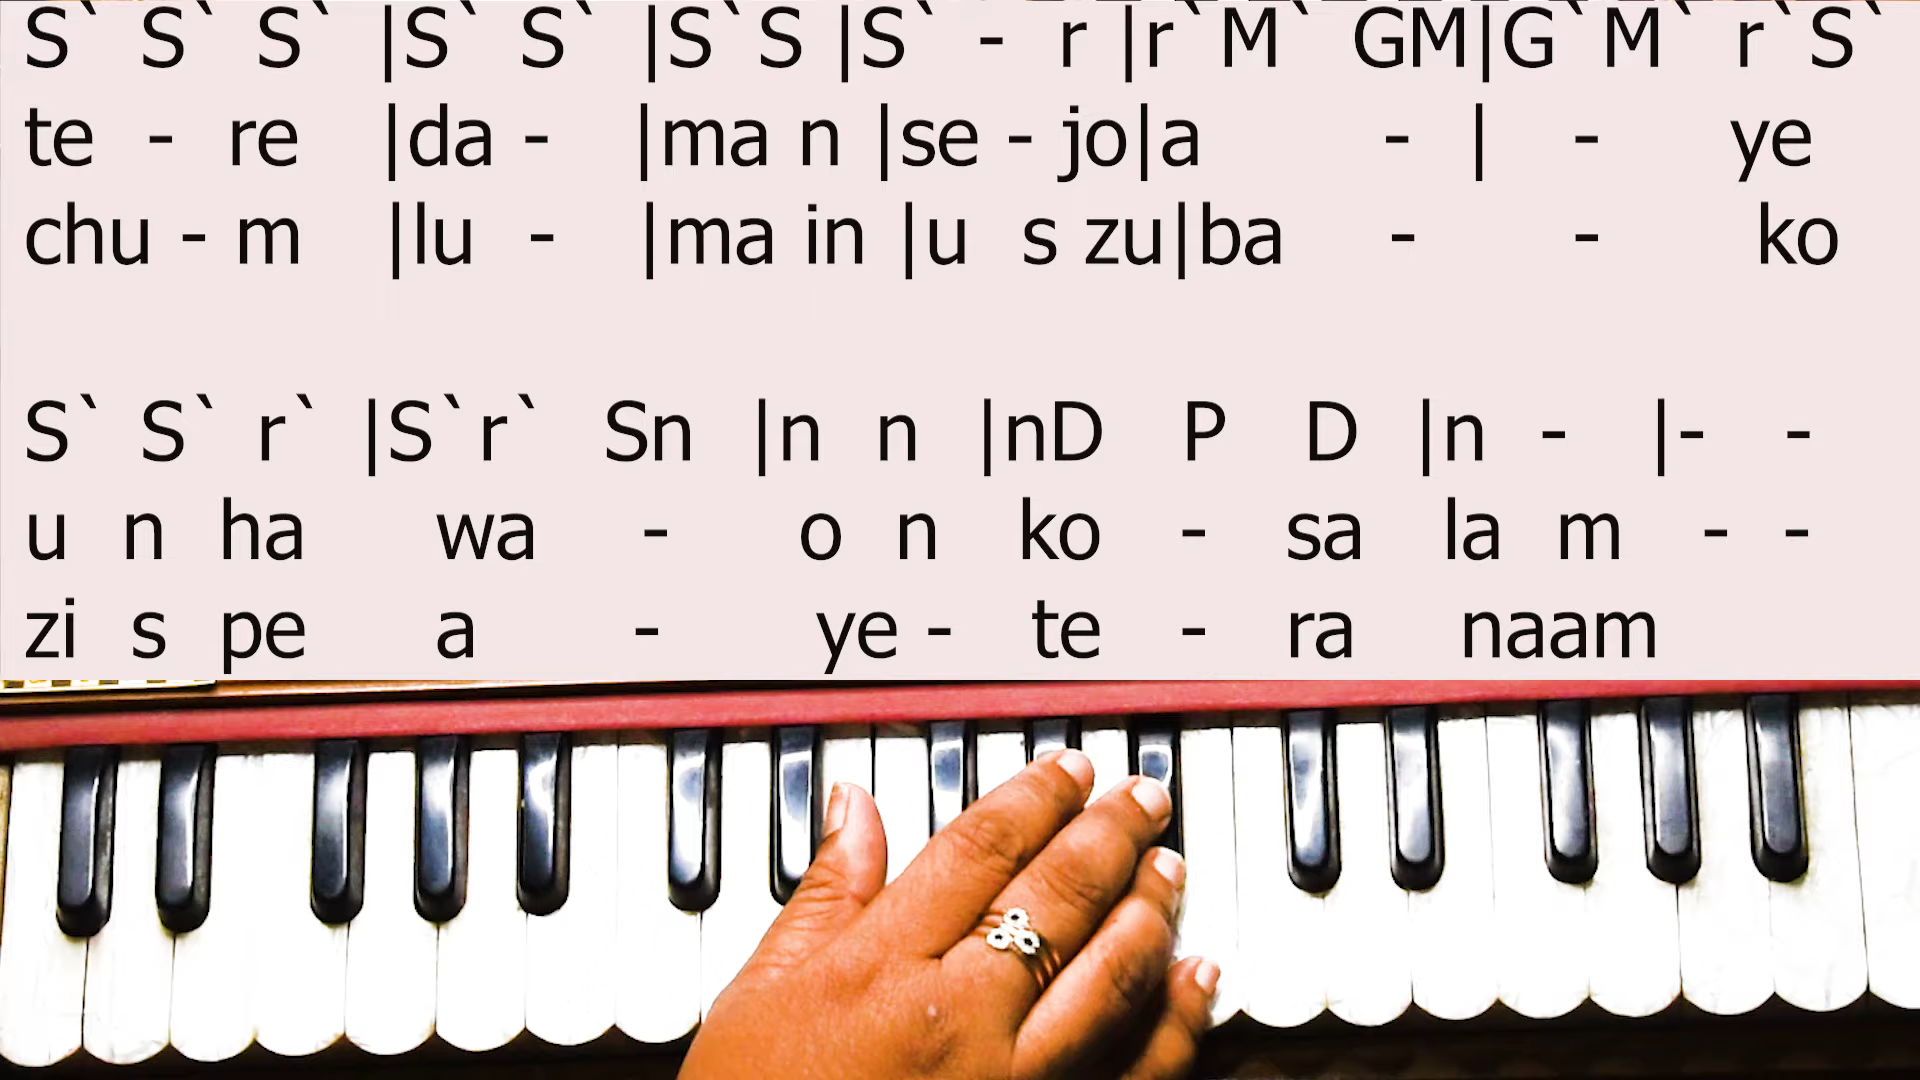 S` S` S` |S` S` |S`S |S` - r |r`M` GM|G`M` r`S`
te - re |da - |ma n |se - jo|a - | - ye
chu - m |lu - |ma in |u s zu|ba - - ko
S` S` r` |S`r` Sn |n n |nD P D |n - |- -
u n ha wa - o n ko - sa la m - -
zi s pe a - ye - te - ra naam